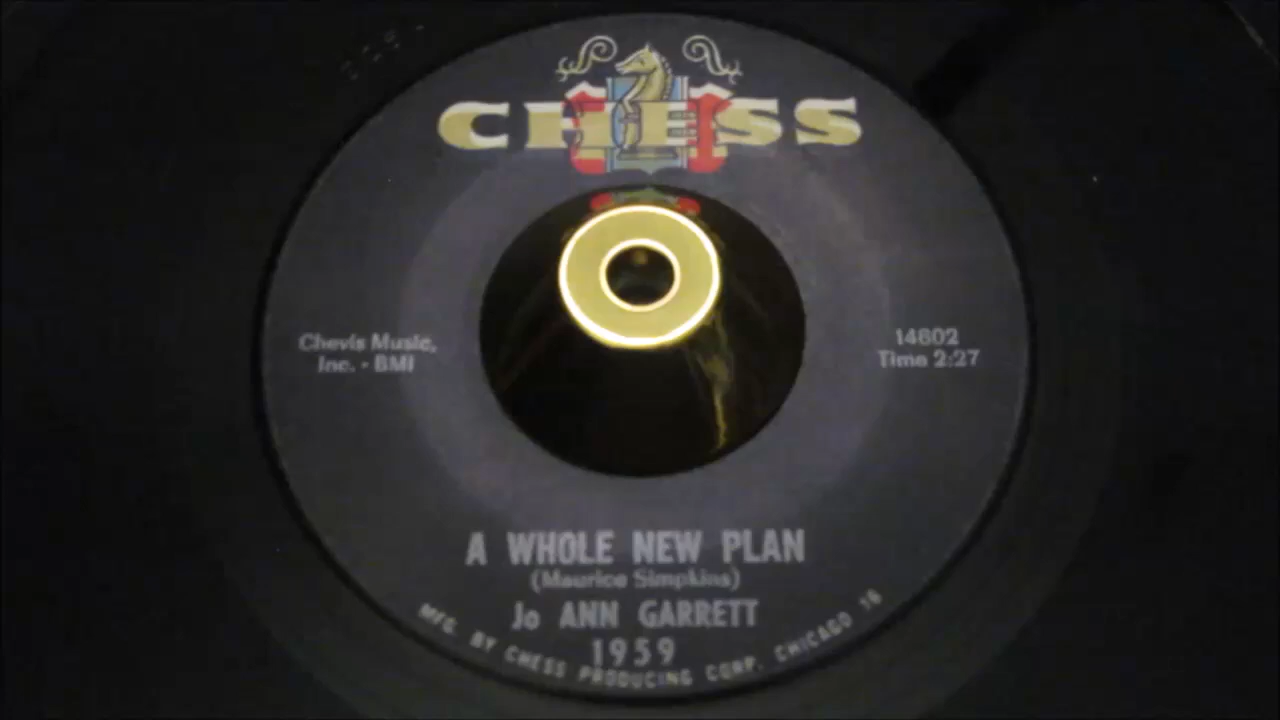 CHESS
Chevis Music,
Inc. - BMI
14602
Time 2:27
A WHOLE NEW PLAN
(Maurice Simpkins)
Jo ANN GARRETT
1959
MFG. BY CHESS PRODUCING CORP. CHICAGO 16